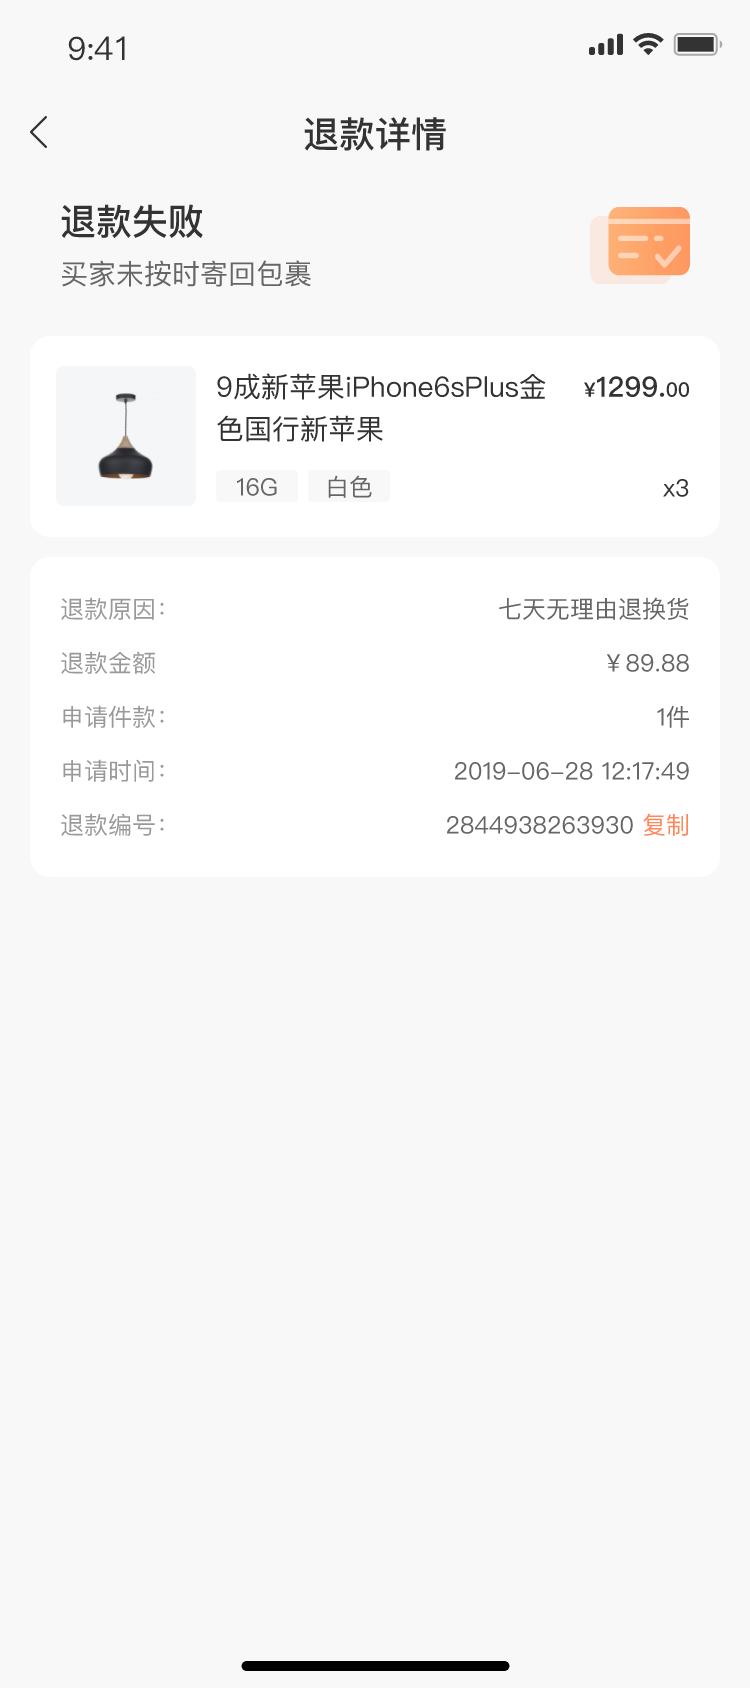 9:41
退款详情
退款失败
买家未按时寄回包裹
9成新苹果iPhone6sPlus金
色国行新苹果
¥1299.00
16G
白色
x3
退款原因：
七天无理由退换货
退款金额
￥89.88
申请件款：
1件
申请时间：
2019-06-28 12:17:49
退款编号：
2844938263930 复制